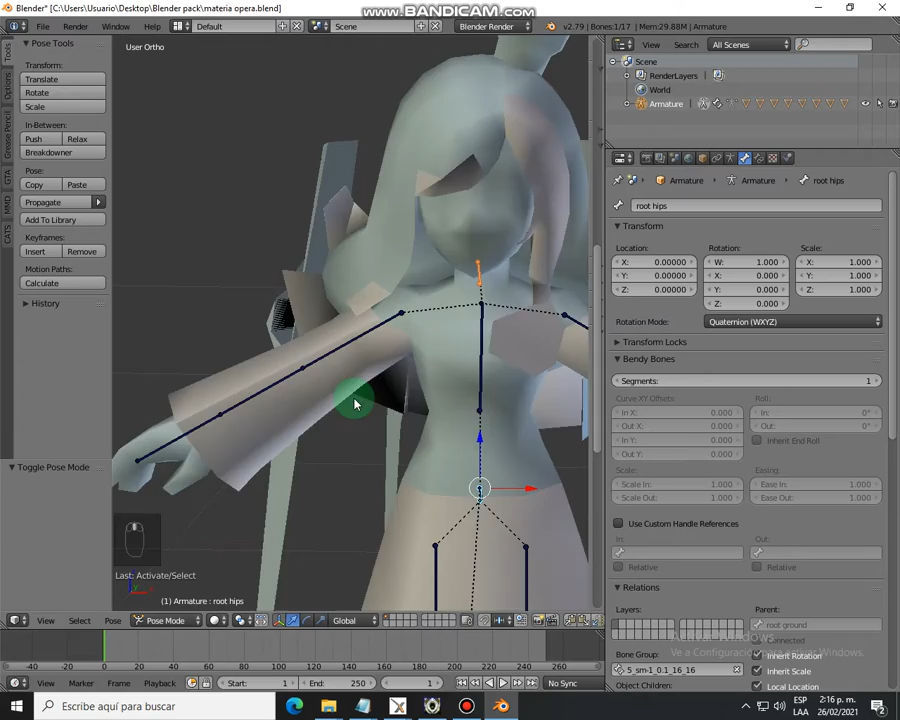 Blender* [C:\Users\Usuario\Desktop\Blender pack\materia opera.blend]
WWW.BANDICAM.COM
File Render Window Help Default Scene Blender Render v2.79 | Bones:1/17 | Mem:29.88M | Armature
Pose Tools
Transform:
Translate
Rotate
Scale
In-Between:
Push Relax
Breakdowner
Pose:
Copy Paste
Propagate
Add To Library
Keyframes:
Insert Remove
Motion Paths:
Calculate
History
Toggle Pose Mode
Tools
Options
Grease Pencil
GTA
MMD
CATS
User Ortho
Last: Activate/Select
(1) Armature : root hips
View Select Pose Pose Mode Global
-40 -20 0 20 40 60 80 100 120 140 160 180 200 220 240 260
View Marker Frame Playback Start: 1 End: 250 1 No Sync
View Search All Scenes
Scene
RenderLayers
World
Armature
Armature Armature root hips
root hips
Transform
Location: Rotation: Scale:
X: 0.00000 W: 1.000 X: 1.000
Y: 0.00000 X: 0.000 Y: 1.000
Z: 0.00000 Y: 0.000 Z: 1.000
Z: 0.000
Rotation Mode: Quaternion (WXYZ)
Transform Locks
Bendy Bones
Segments: 1
Curve XY Offsets: Roll:
In X: 0.000 In: 0°
Out X: 0.000 Out: 0°
In Y: 0.000 Inherit End Roll
Out Y: 0.000
Scale: Easing:
Scale In: 1.000 Ease In: 1.000
Scale Out: 1.000 Ease Out: 1.000
Use Custom Handle References
In: Out:
Relative Relative
Relations
Layers: Parent:
root ground
Connected
Bone Group: Inherit Rotation
5_sm-1_0.1_16_16 Inherit Scale
Object Children: Local Location
Activar Windows
Ve a Configuración para activar Windows.
Escribe aquí para buscar
ESP 2:16 p. m.
LAA 26/02/2021
2